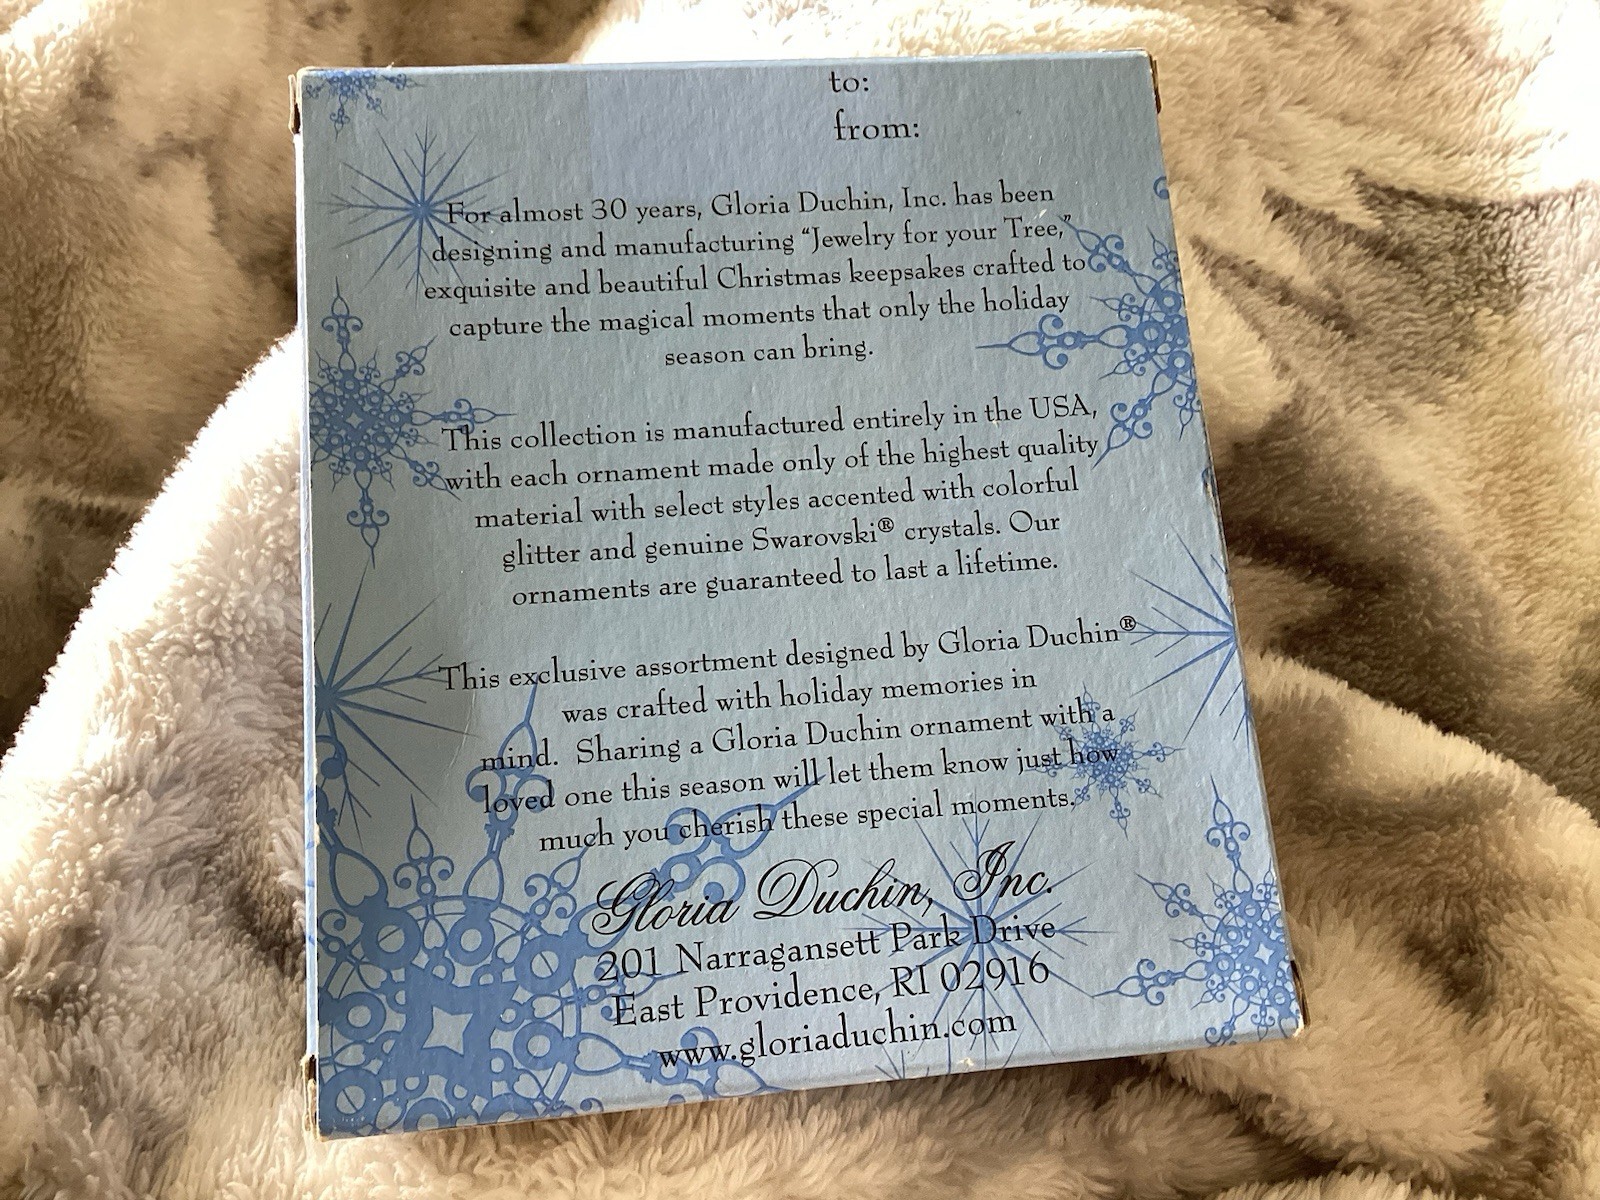 to:
from:
For almost 30 years, Gloria Duchin, Inc. has been
designing and manufacturing “Jewelry for your Tree,”
exquisite and beautiful Christmas keepsakes crafted to
capture the magical moments that only the holiday
season can bring.
This collection is manufactured entirely in the USA,
with each ornament made only of the highest quality
material with select styles accented with colorful
glitter and genuine Swarovski® crystals. Our
ornaments are guaranteed to last a lifetime.
This exclusive assortment designed by Gloria Duchin®
was crafted with holiday memories in
mind. Sharing a Gloria Duchin ornament with a
loved one this season will let them know just how
much you cherish these special moments.
Gloria Duchin, Inc.
201 Narragansett Park Drive
East Providence, RI 02916
www.gloriaduchin.com